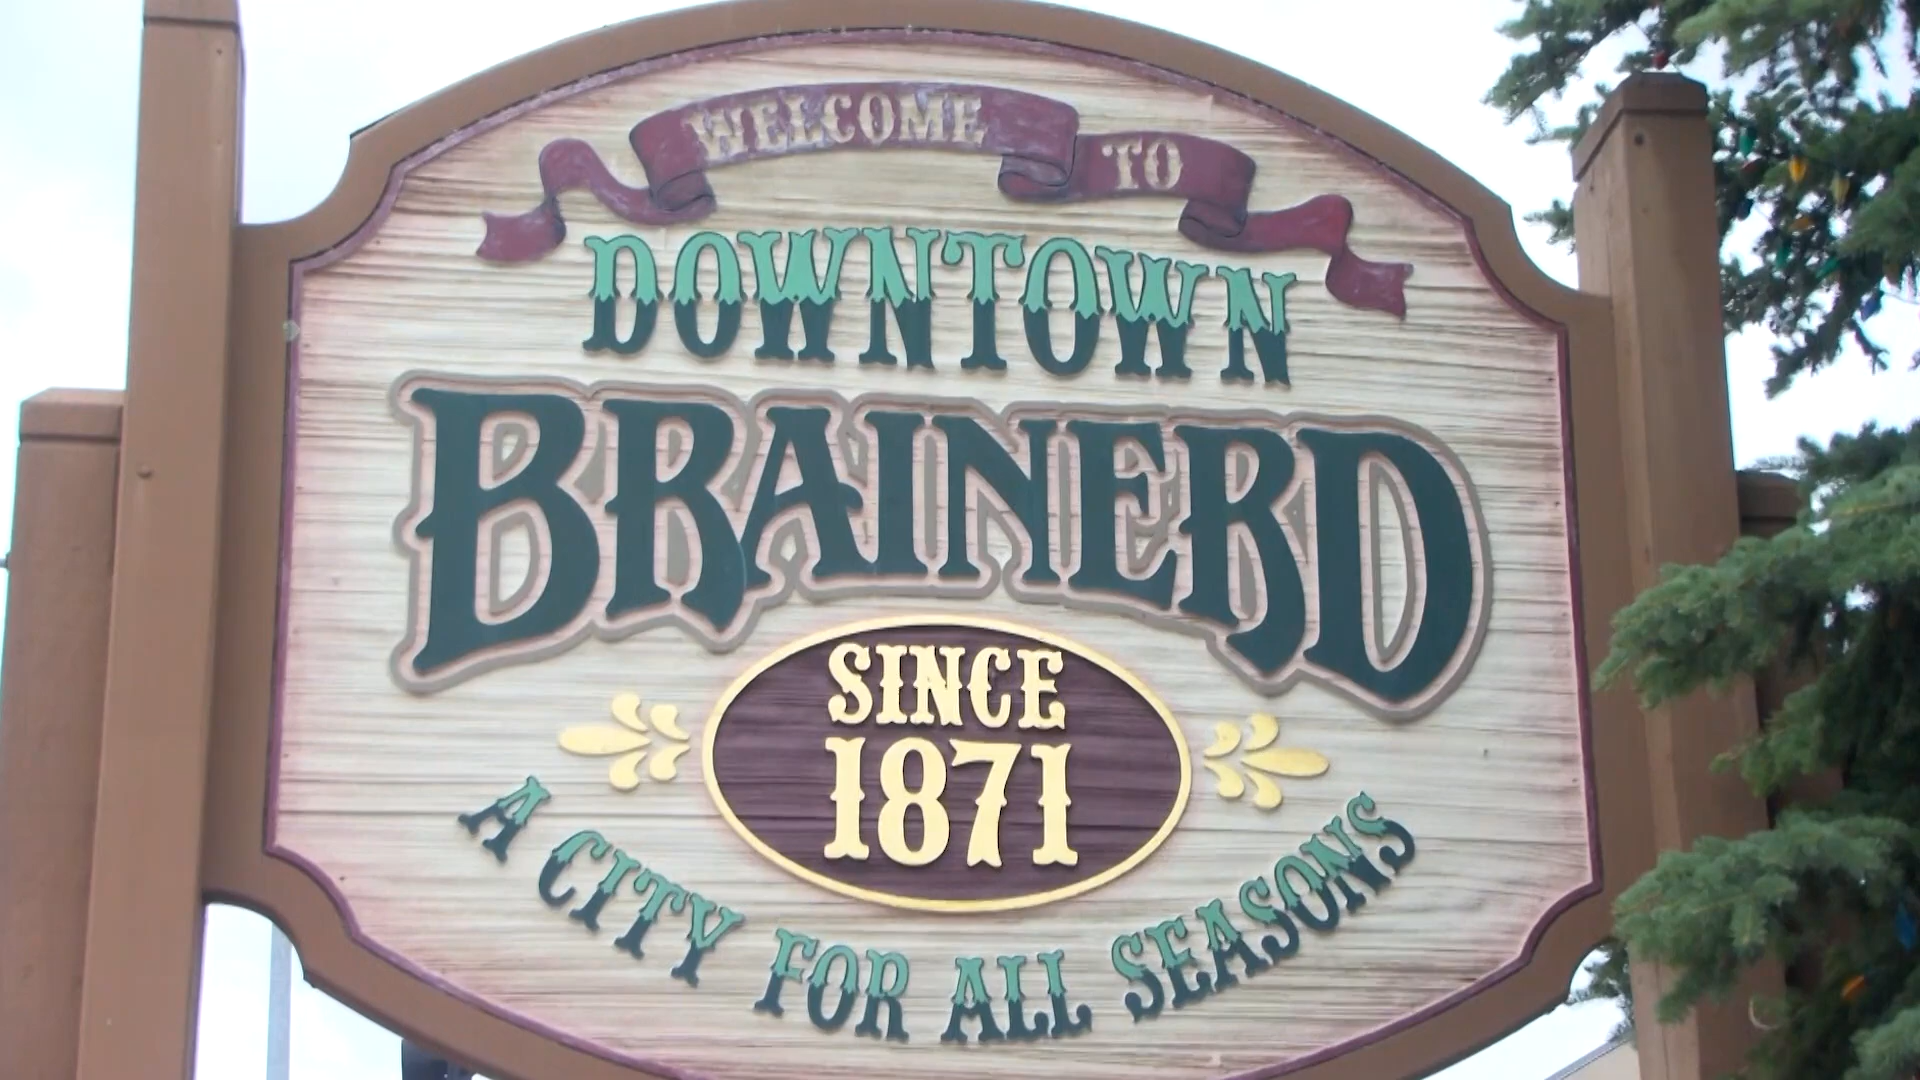 WELCOME TO
DOWNTOWN
BRAINERD
SINCE
1871
A CITY FOR ALL SEASONS